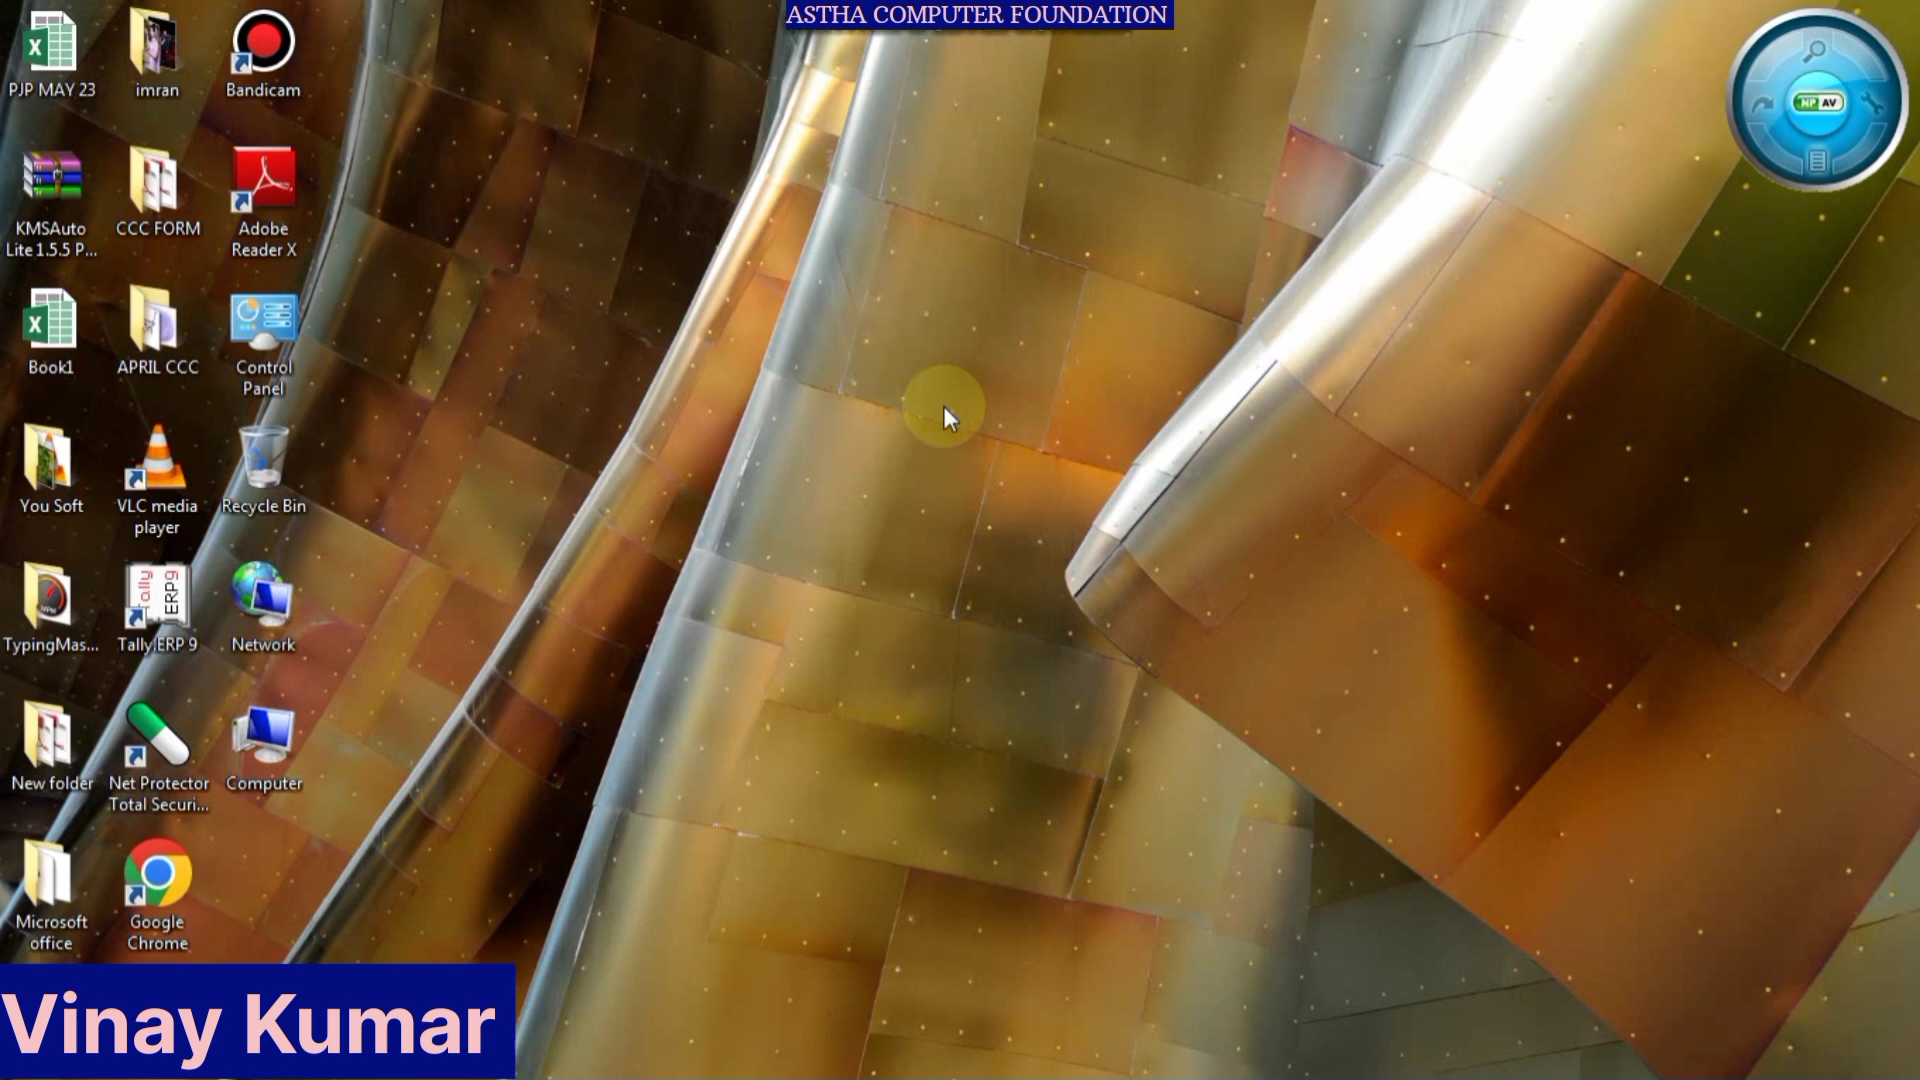 ASTHA COMPUTER FOUNDATION
PJP MAY 23
imran
Bandicam
NP AV
KMSAuto
Lite 1.5.5 P...
CCC FORM
Adobe
Reader X
Book1
APRIL CCC
Control
Panel
You Soft
VLC media
player
Recycle Bin
TypingMas...
Tally.ERP 9
Network
New folder
Net Protector
Total Securi...
Computer
Microsoft
office
Google
Chrome
Vinay Kumar